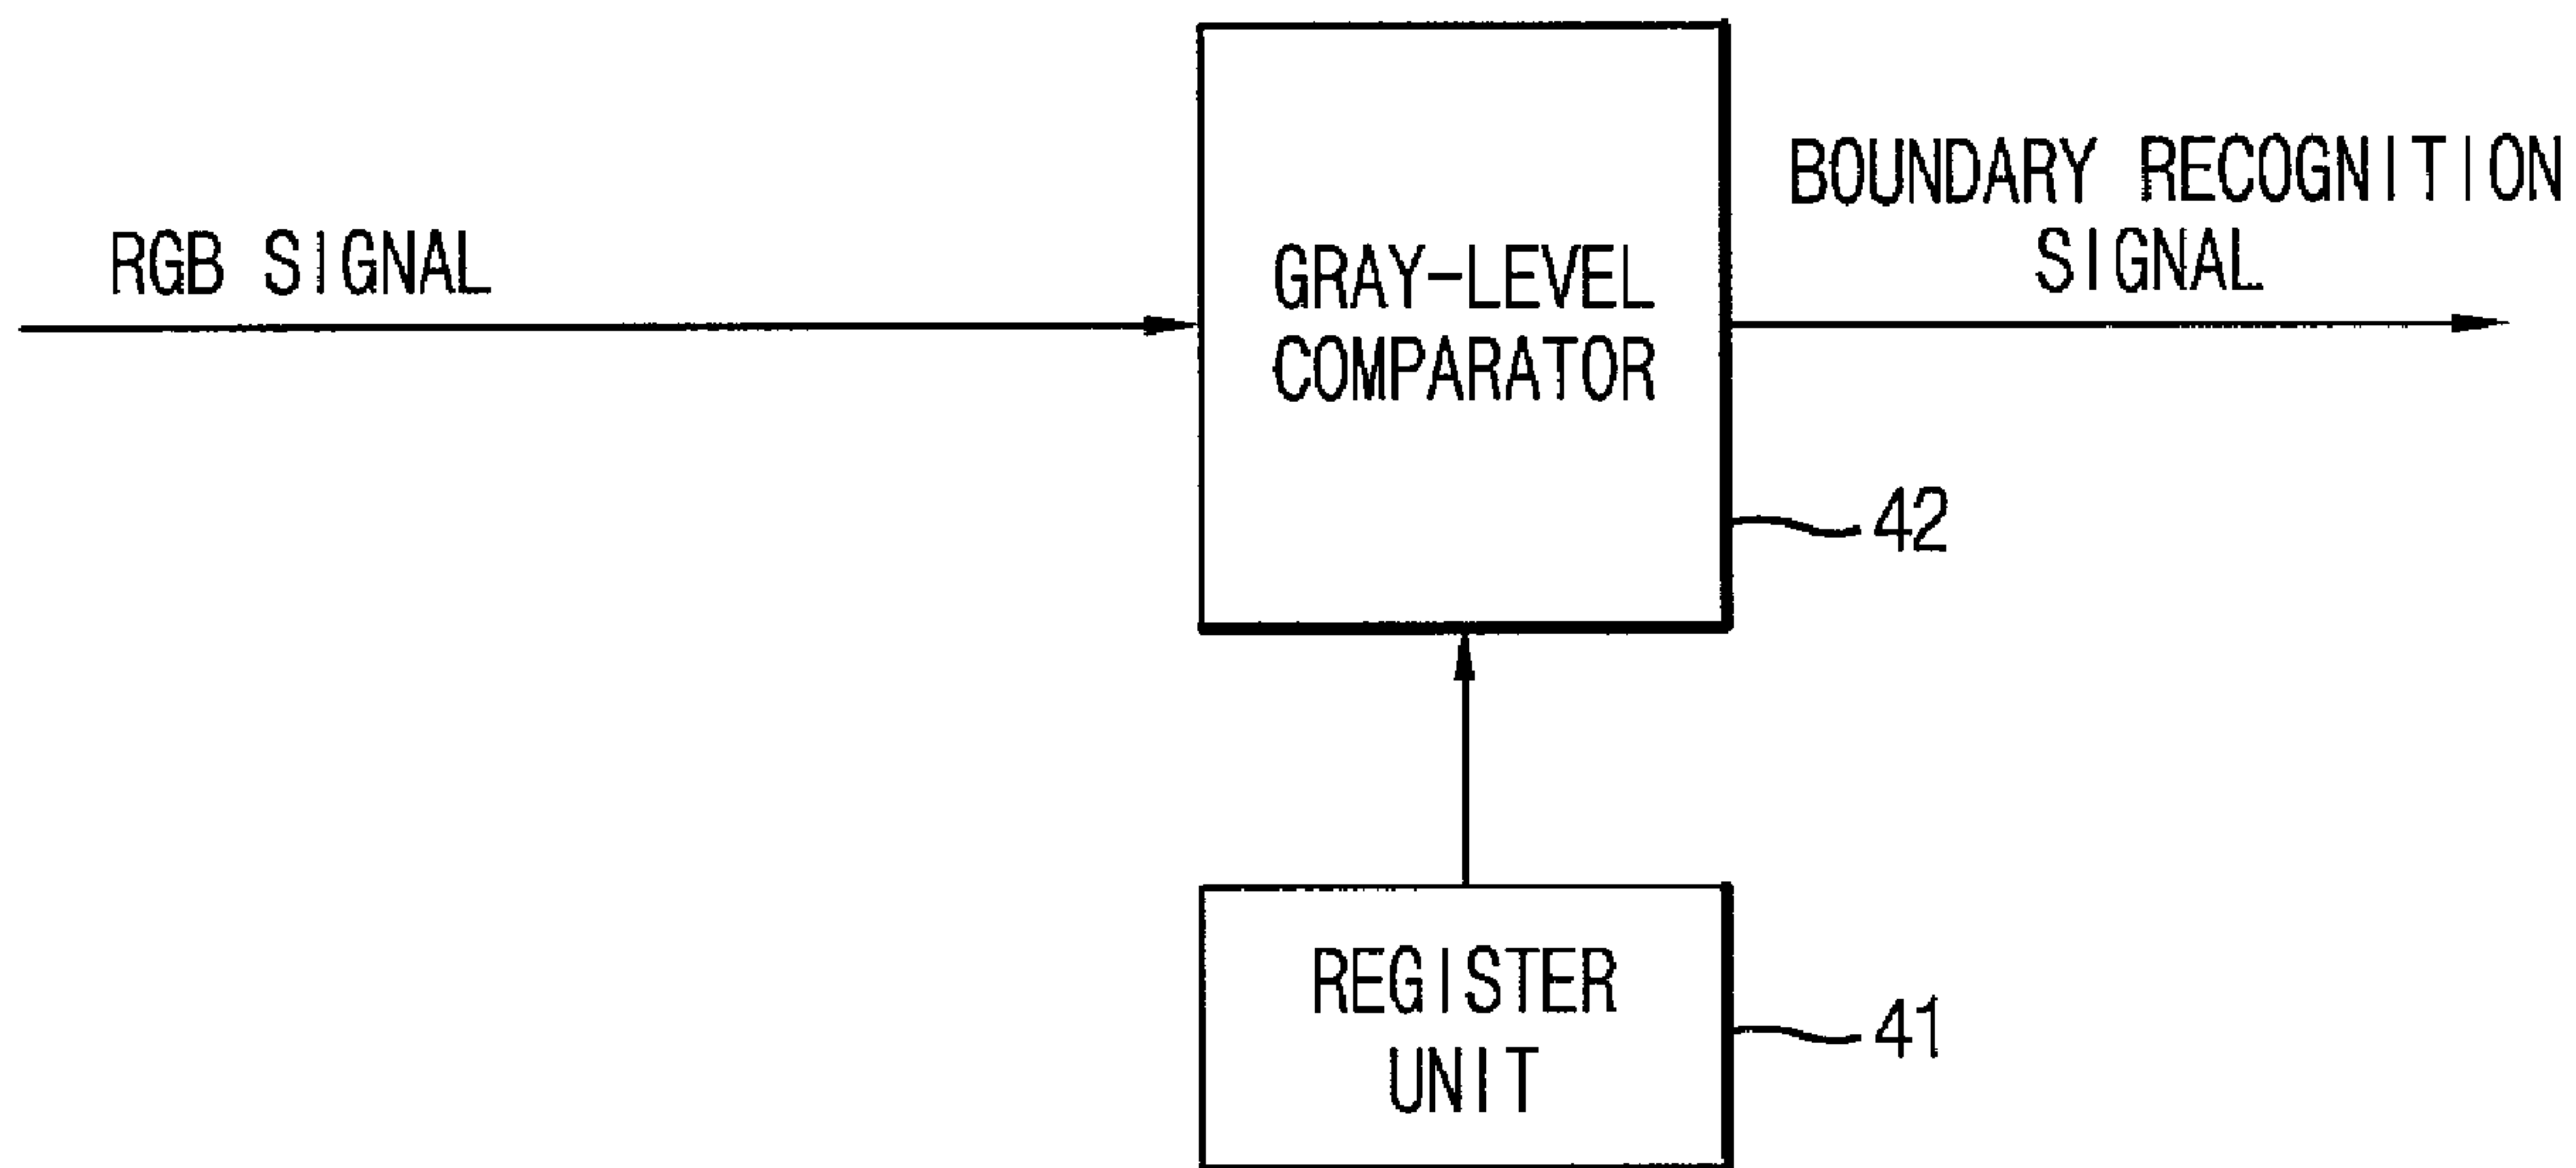 BOUNDARY RECOGNITION
SIGNAL
RGB SIGNAL
GRAY-LEVEL
COMPARATOR
42
REGISTER
UNIT
41